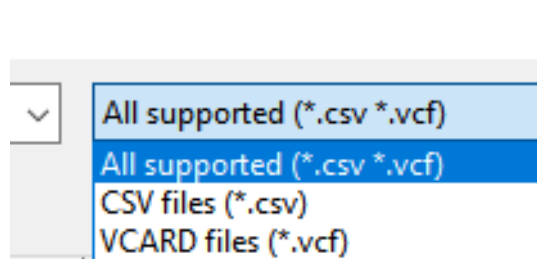 All supported (*.csv *.vcf)
All supported (*.csv *.vcf)
CSV files (*.csv)
VCARD files (*.vcf)